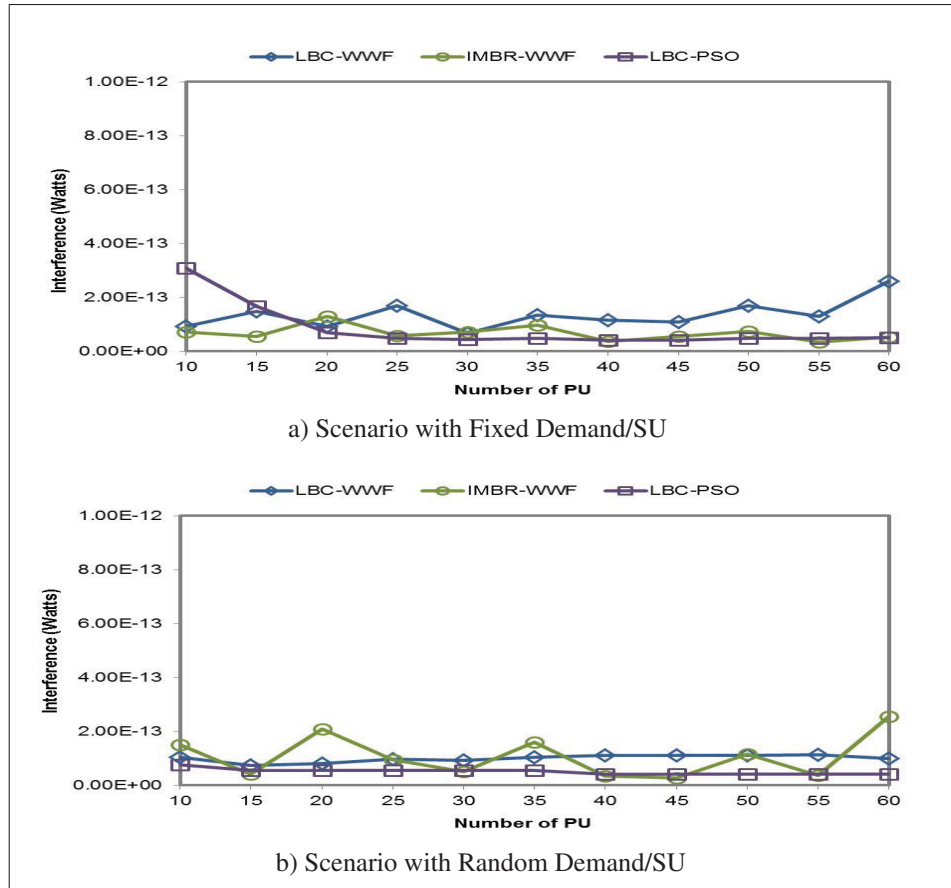 LBC-WWF IMBR-WWF LBC-PSO
1.00E-12
8.00E-13
6.00E-13
4.00E-13
2.00E-13
0.00E+00
Interference (Watts)
10 15 20 25 30 35 40 45 50 55 60
Number of PU
a) Scenario with Fixed Demand/SU
LBC-WWF IMBR-WWF LBC-PSO
1.00E-12
8.00E-13
6.00E-13
4.00E-13
2.00E-13
0.00E+00
Interference (Watts)
10 15 20 25 30 35 40 45 50 55 60
Number of PU
b) Scenario with Random Demand/SU